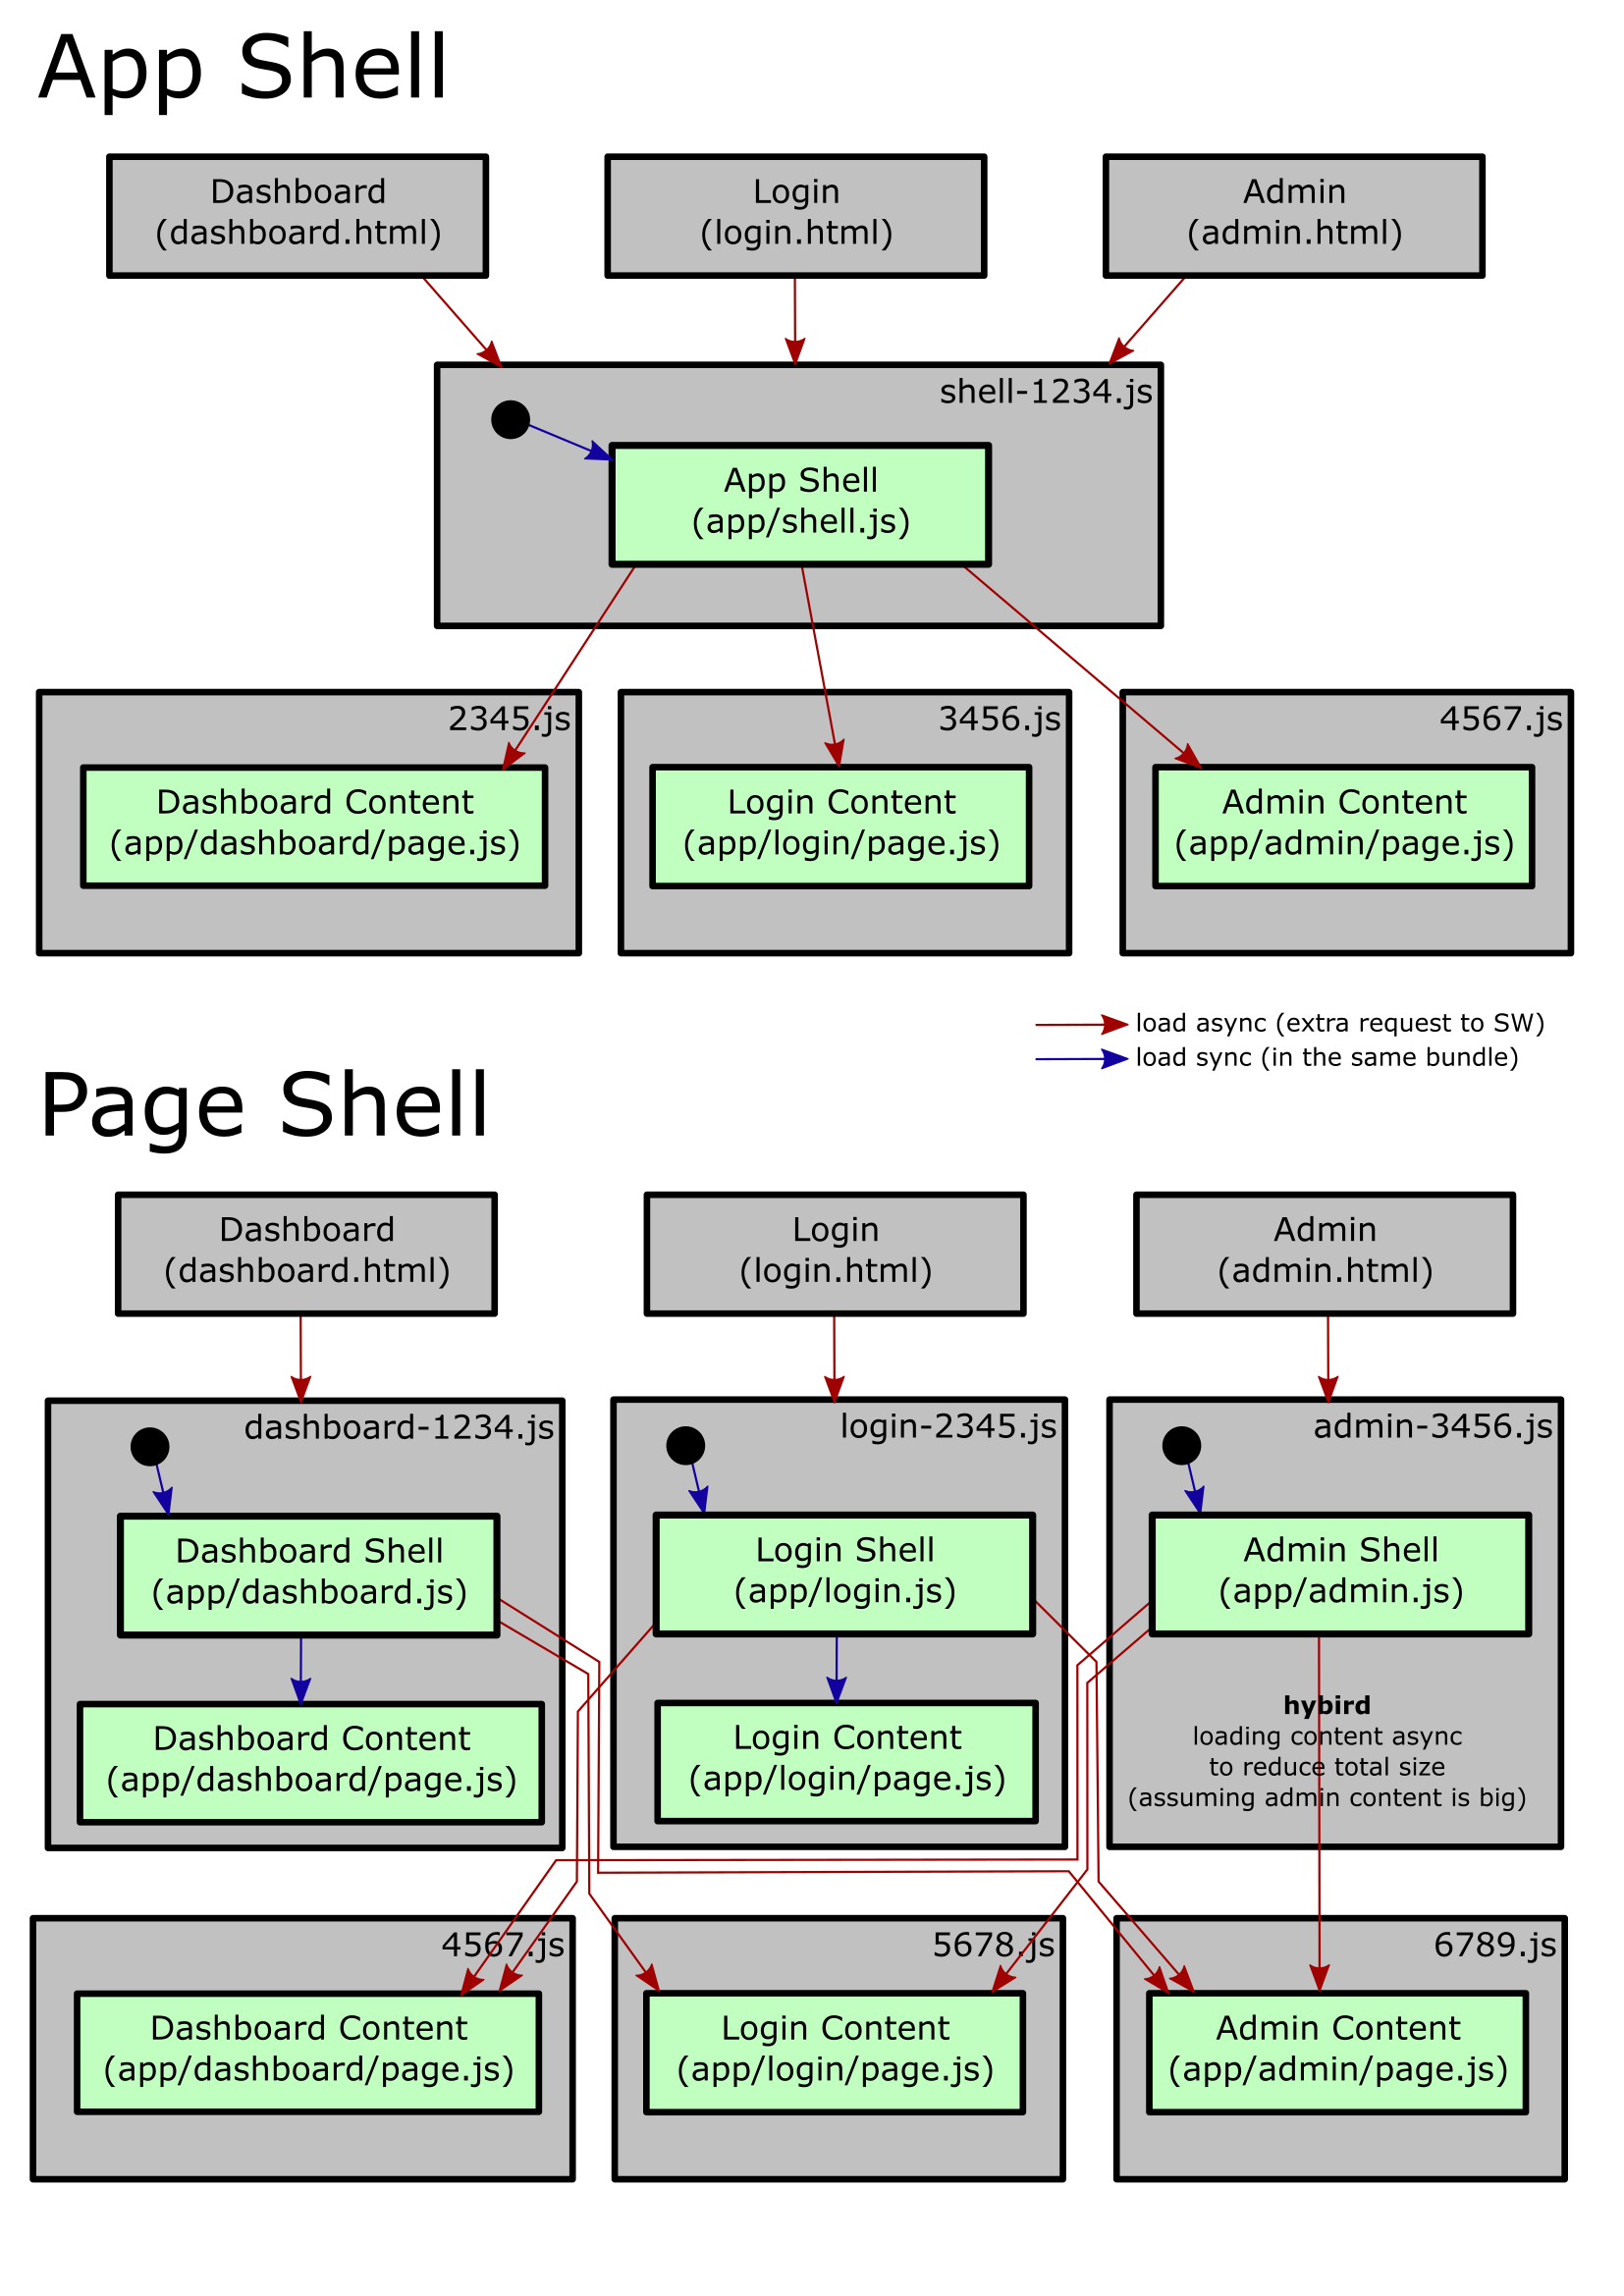 App Shell
Dashboard
(dashboard.html)
Login
(login.html)
Admin
(admin.html)
shell-1234.js
App Shell
(app/shell.js)
2345.js
Dashboard Content
(app/dashboard/page.js)
3456.js
Login Content
(app/login/page.js)
4567.js
Admin Content
(app/admin/page.js)
load async (extra request to SW)
load sync (in the same bundle)
Page Shell
Dashboard
(dashboard.html)
Login
(login.html)
Admin
(admin.html)
dashboard-1234.js
Dashboard Shell
(app/dashboard.js)
Dashboard Content
(app/dashboard/page.js)
login-2345.js
Login Shell
(app/login.js)
Login Content
(app/login/page.js)
admin-3456.js
Admin Shell
(app/admin.js)
hybird
loading content async
to reduce total size
(assuming admin content is big)
4567.js
Dashboard Content
(app/dashboard/page.js)
5678.js
Login Content
(app/login/page.js)
6789.js
Admin Content
(app/admin/page.js)